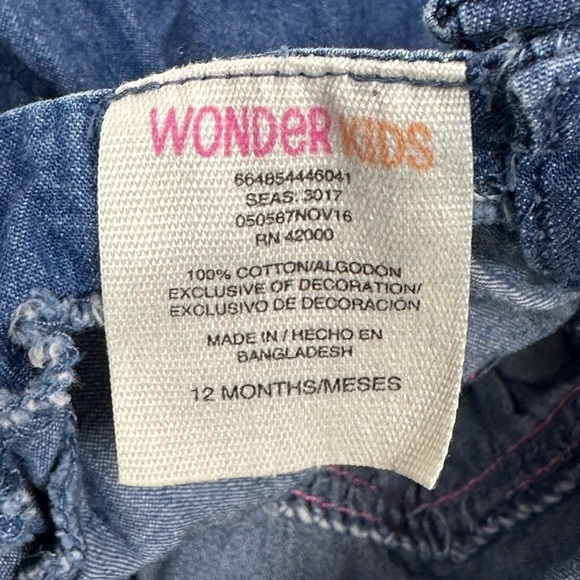 WONDER KIDS
664854446041
SEAS. 3017
050587NOV16
RN 42000
100% COTTON/ALGODÓN
EXCLUSIVE OF DECORATION/
EXCLUSIVO DE DECORACIÓN
MADE IN / HECHO EN
BANGLADESH
12 MONTHS/MESES